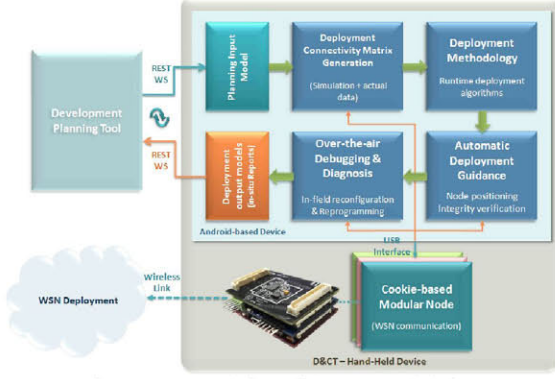 REST
WS
Development
Planning Tool
REST
WS
Planning Input
Model
Deployment
Connectivity Matrix
Generation
(Simulation + actual
data)
Deployment
Methodology
Runtime deployment
algorithms
Deployment
output models
(In-situ Reports)
Over-the-air
Debugging &
Diagnosis
In-field reconfiguration
& Reprogramming
Automatic
Deployment
Guidance
Node positioning
Integrity verification
Android-based Device
USB
Interface
Wireless
Link
WSN Deployment
Cookie-based
Modular Node
(WSN communication)
D&CT – Hand-Held Device